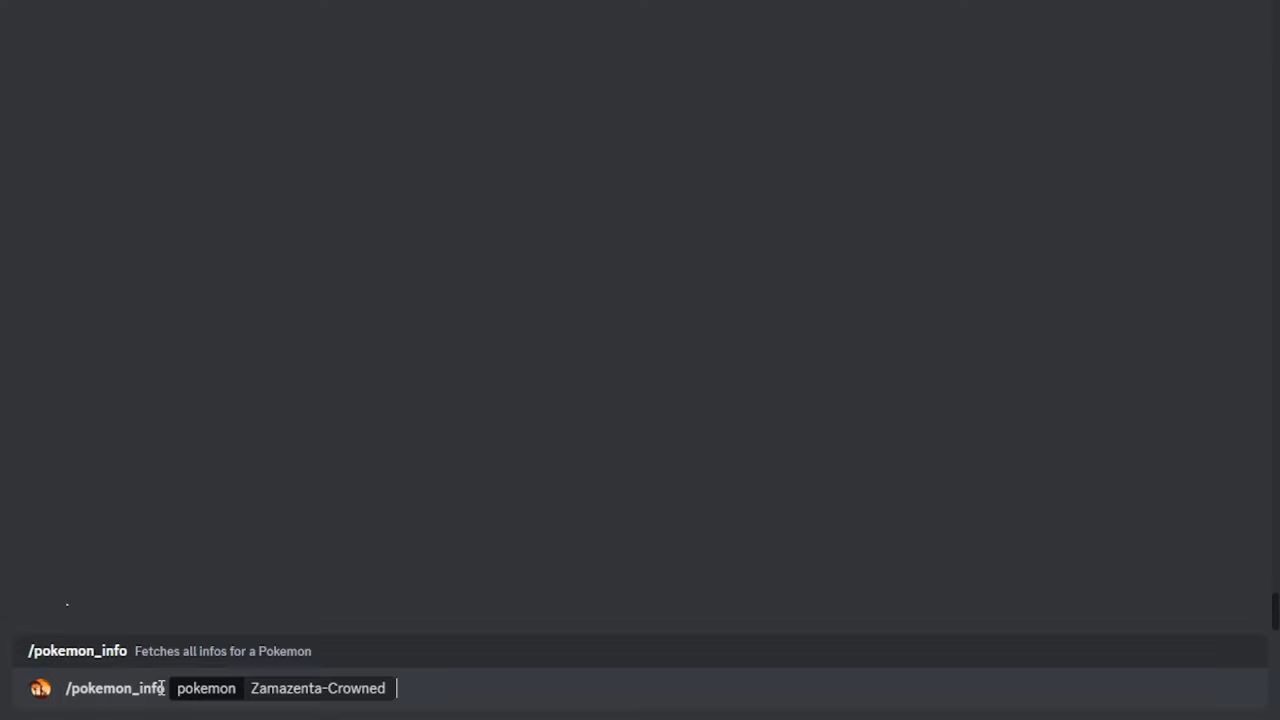 .
/pokemon_info Fetches all infos for a Pokemon
/pokemon_info pokemon Zamazenta-Crowned